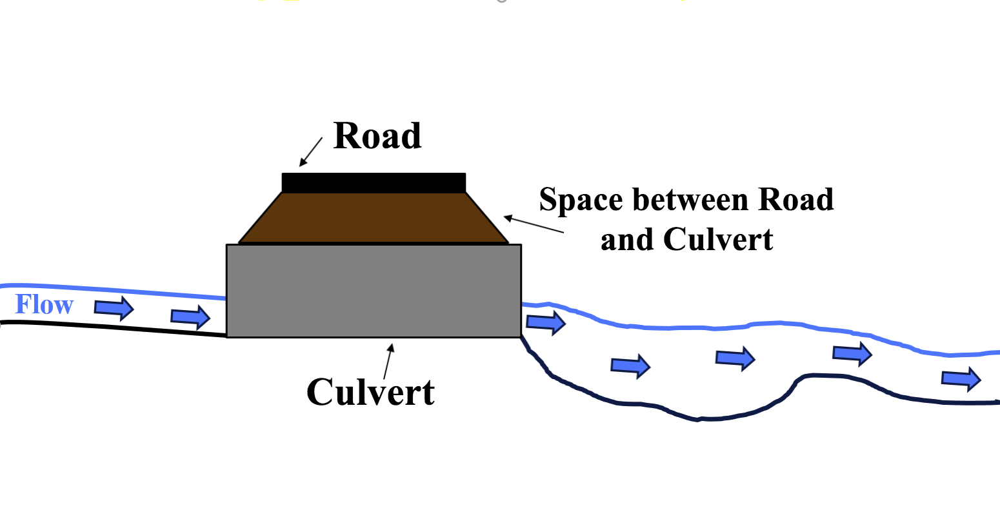 Road
Space between Road
and Culvert
Flow
Culvert